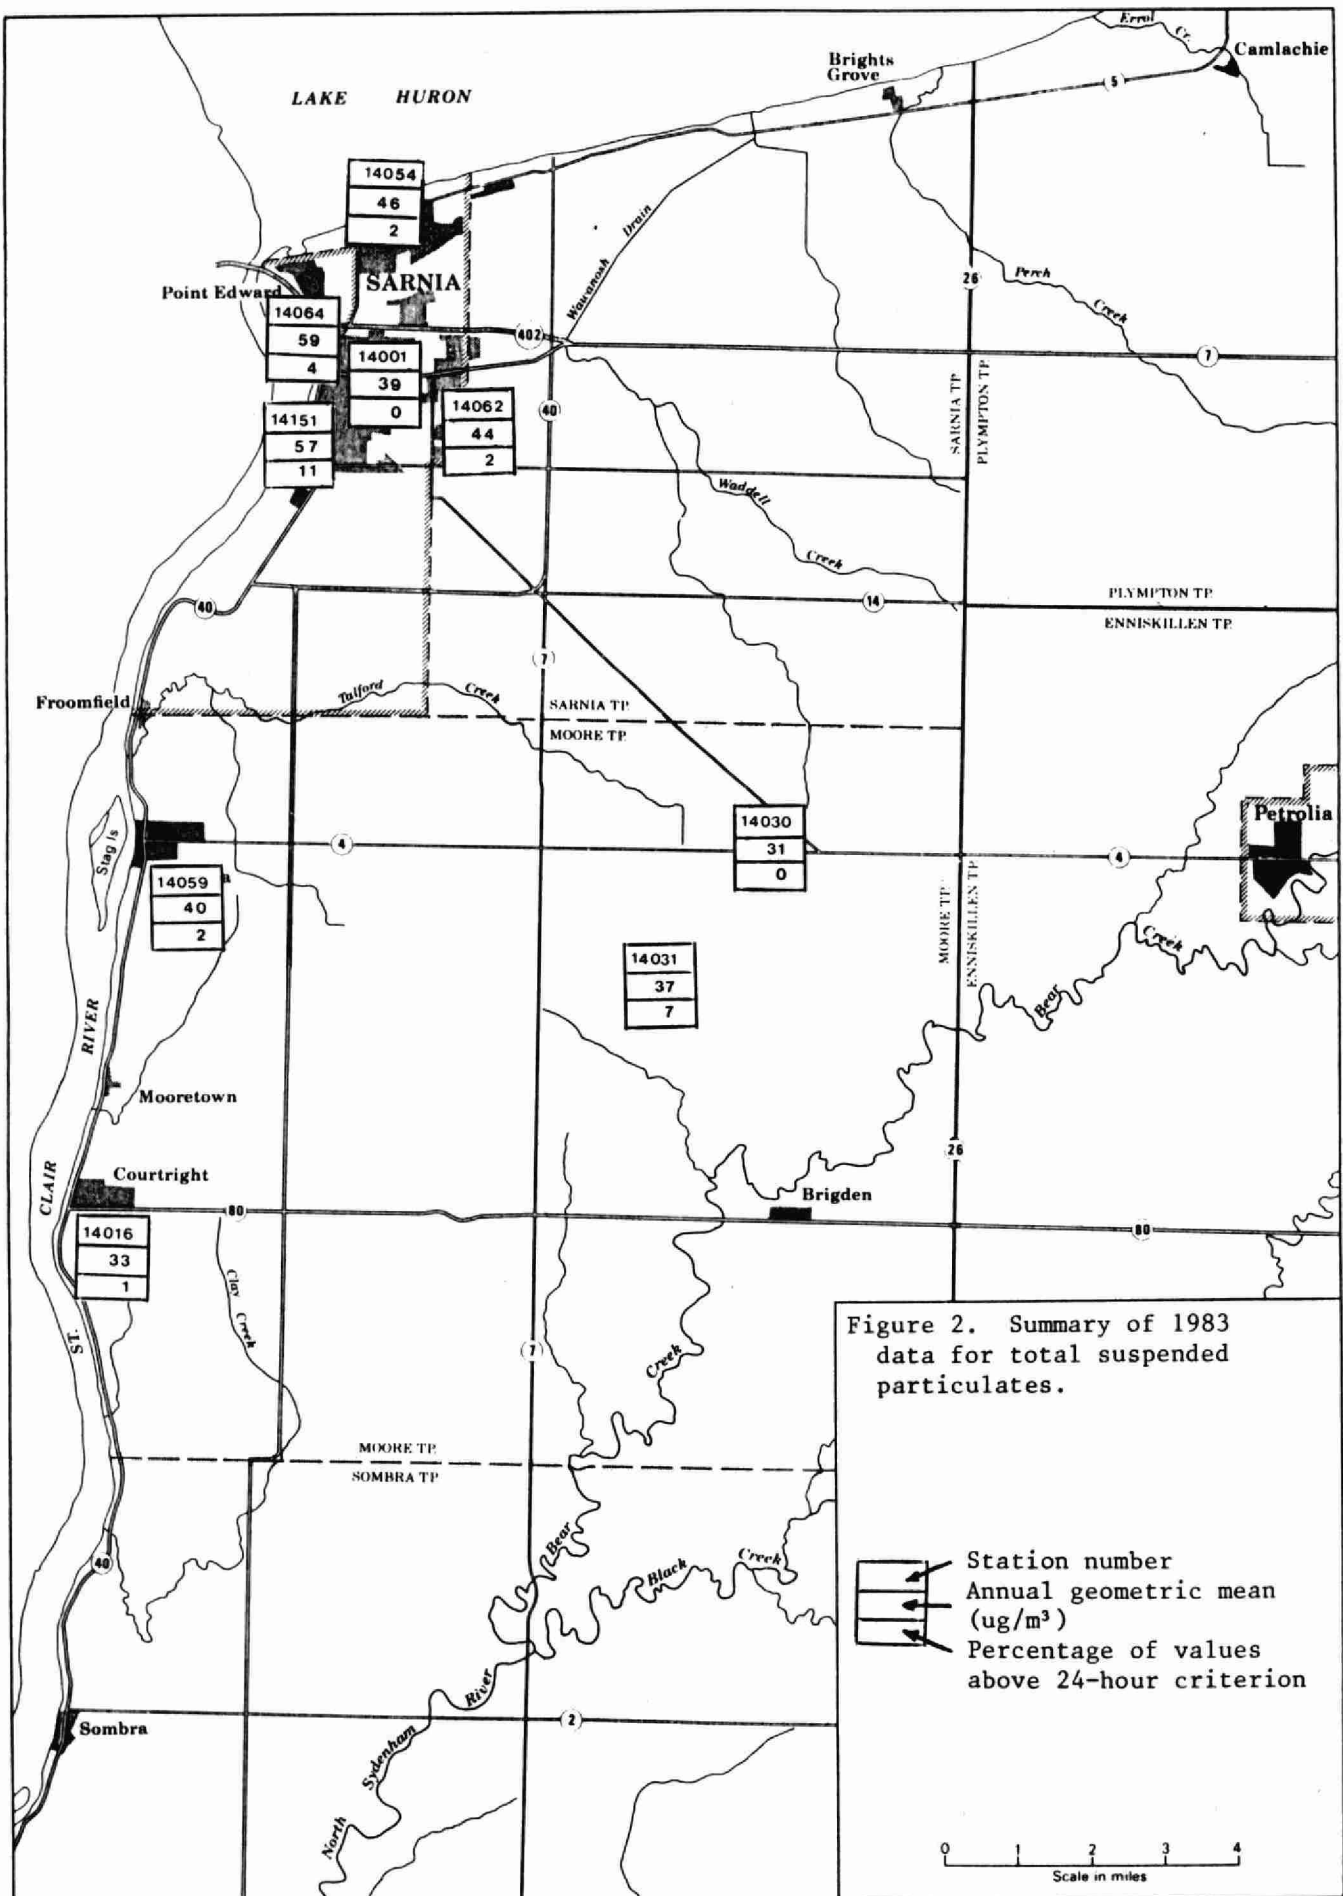 Errol
Cr.
Camlachie
Brights
Grove
5
LAKE HURON
14054
46
2
Wawanosh Drain
26
Perch
Creek
Point Edward
SARNIA
14064
59
4
402
7
14001
39
0
SARNIA TP.
PLYMPTON TP.
14151
57
11
14062
44
2
40
Waddell
Creek
40
14
PLYMPTON TP.
ENNISKILLEN TP.
7
Froomfield
Talford Creek
SARNIA TP.
MOORE TP.
Petrolia
Stag Is
4
14030
31
0
4
14059
40
2
a
MOORE TP.
ENNISKILLEN TP.
Creek
Bear
14031
37
7
RIVER
Mooretown
26
CLAIR
Courtright
80
Brigden
80
14016
33
1
Clay Creek
ST.
7
Creek
Figure 2. Summary of 1983
data for total suspended
particulates.
MOORE TP.
SOMBRA TP.
Bear
40
Black Creek
Station number
Annual geometric mean
(ug/m³)
Percentage of values
above 24-hour criterion
River
Sydenham
North
Sombra
2
0 1 2 3 4
Scale in miles